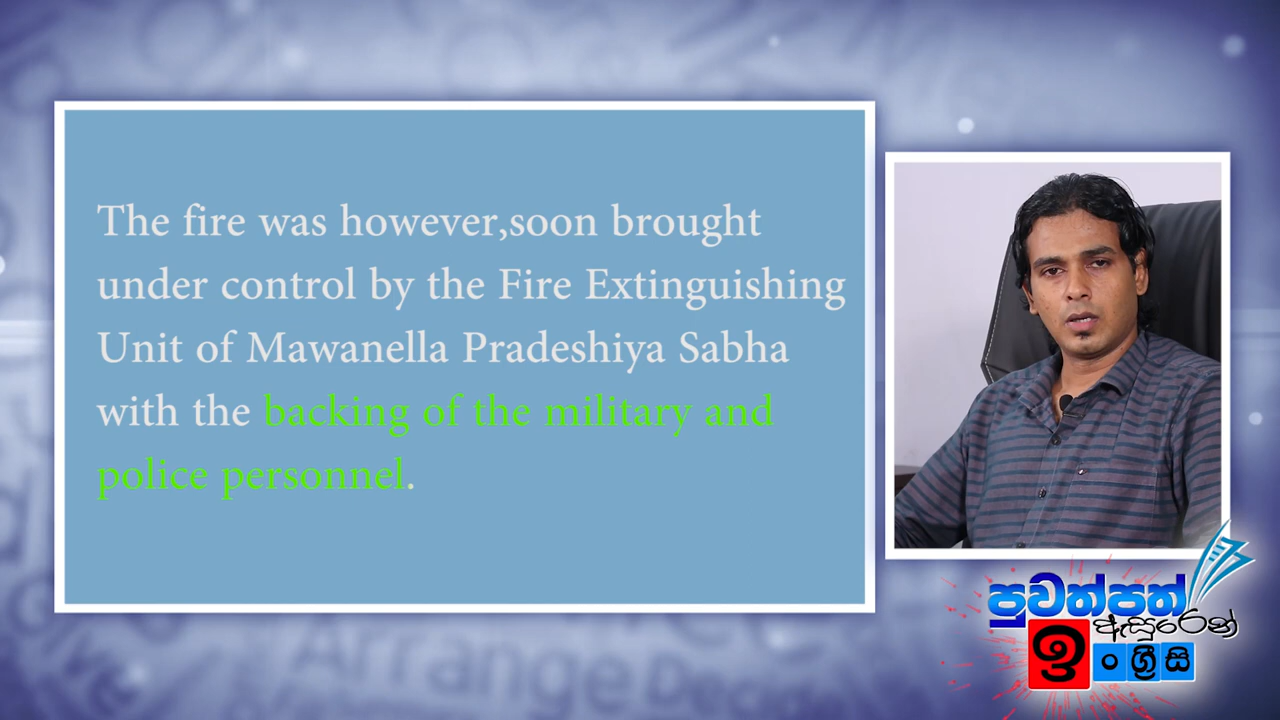 The fire was however,soon brought
under control by the Fire Extinguishing
Unit of Mawanella Pradeshiya Sabha
with the backing of the military and
police personnel.
පුවත්පත්
ඇසුරෙන්
ඉංග්‍රීසි